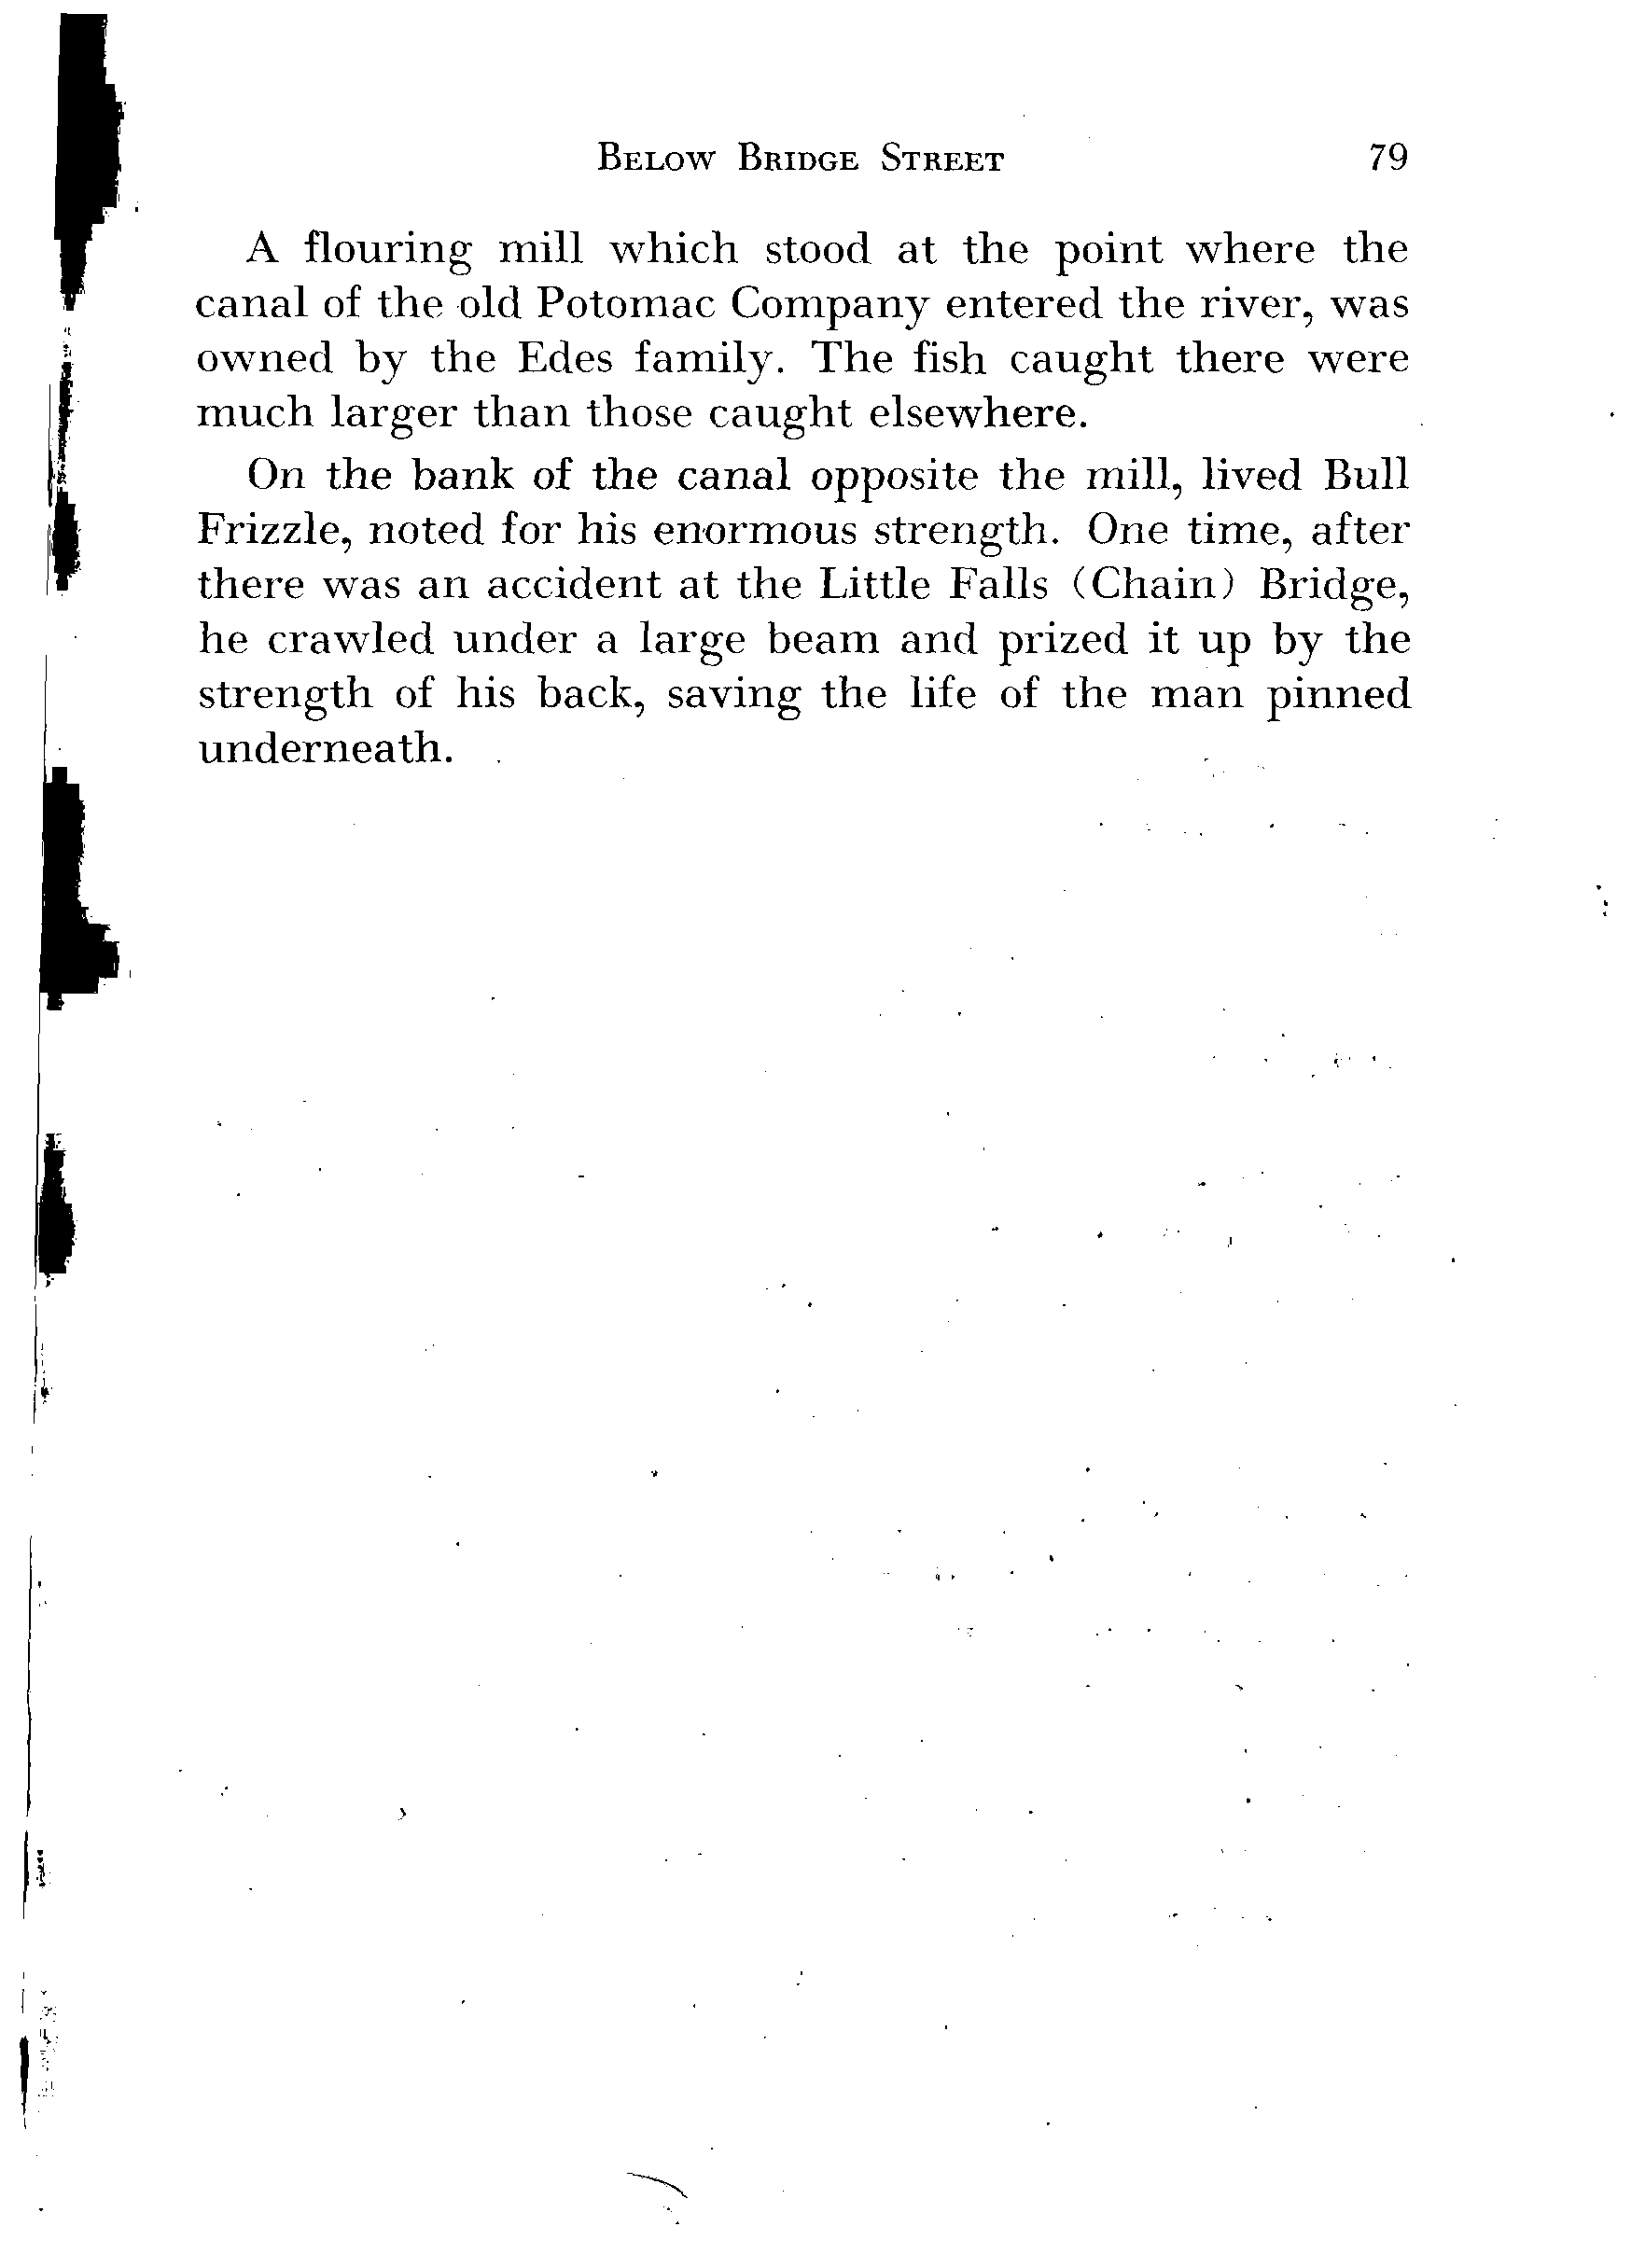 BELOW BRIDGE STREET 79
A flouring mill which stood at the point where the
canal of the old Potomac Company entered the river, was
owned by the Edes family. The fish caught there were
much larger than those caught elsewhere.
On the bank of the canal opposite the mill, lived Bull
Frizzle, noted for his enormous strength. One time, after
there was an accident at the Little Falls (Chain) Bridge,
he crawled under a large beam and prized it up by the
strength of his back, saving the life of the man pinned
underneath.